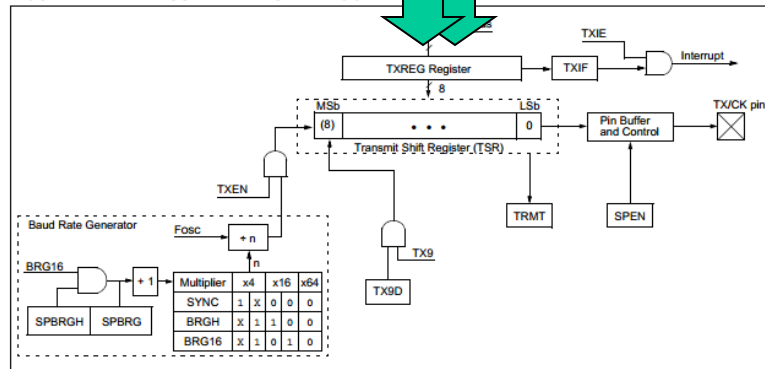 TXIE
Interrupt
TXREG Register
TXIF
8
MSb
LSb
TX/CK pin
(8)
• • •
0
Pin Buffer
and Control
Transmit Shift Register (TSR)
TXEN
TRMT
SPEN
Baud Rate Generator
Fosc
÷ n
TX9
n
BRG16
+ 1
Multiplier x4 x16 x64
TX9D
SYNC 1 X 0 0 0
SPBRGH SPBRG
BRGH X 1 1 0 0
BRG16 X 1 0 1 0